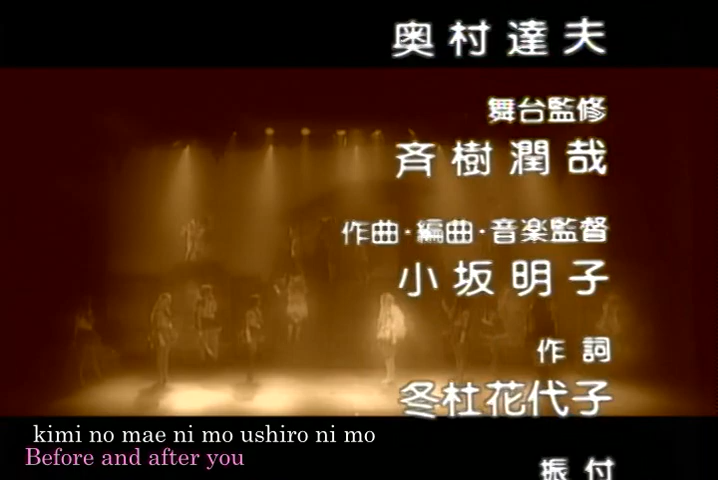 奥村達夫
舞台監修
斉樹潤哉
作曲・編曲・音楽監督
小坂明子
作詞
冬杜花代子
振付
kimi no mae ni mo ushiro ni mo
Before and after you